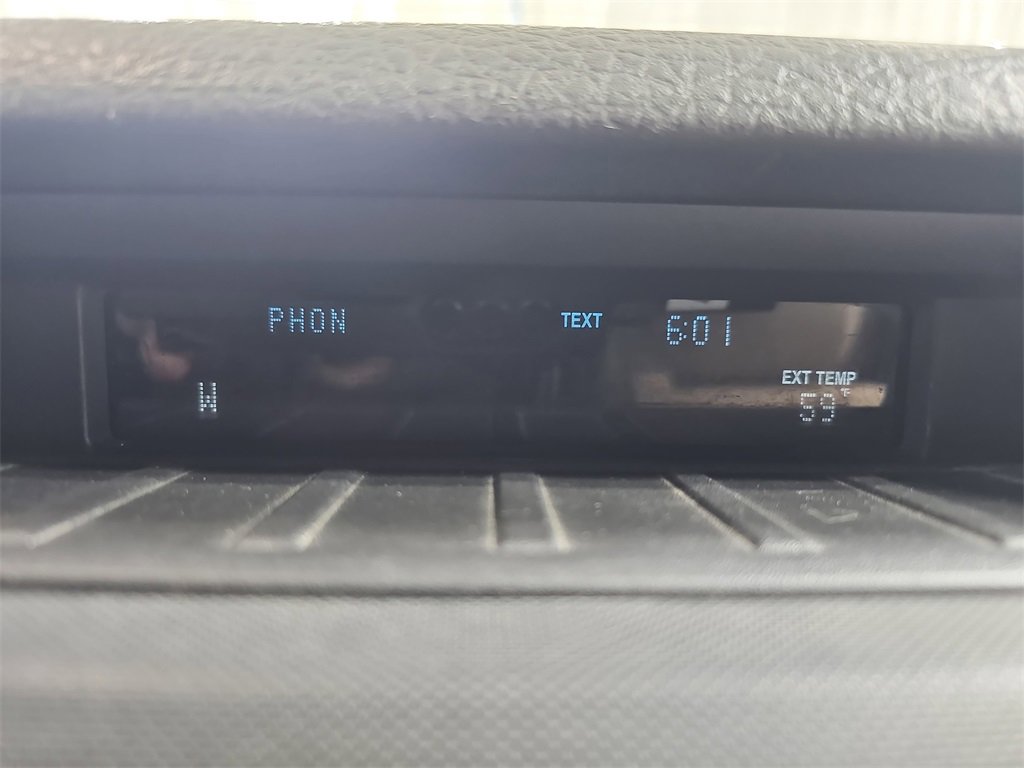 PHON TEXT 6:01
EXT TEMP
W 59 °F